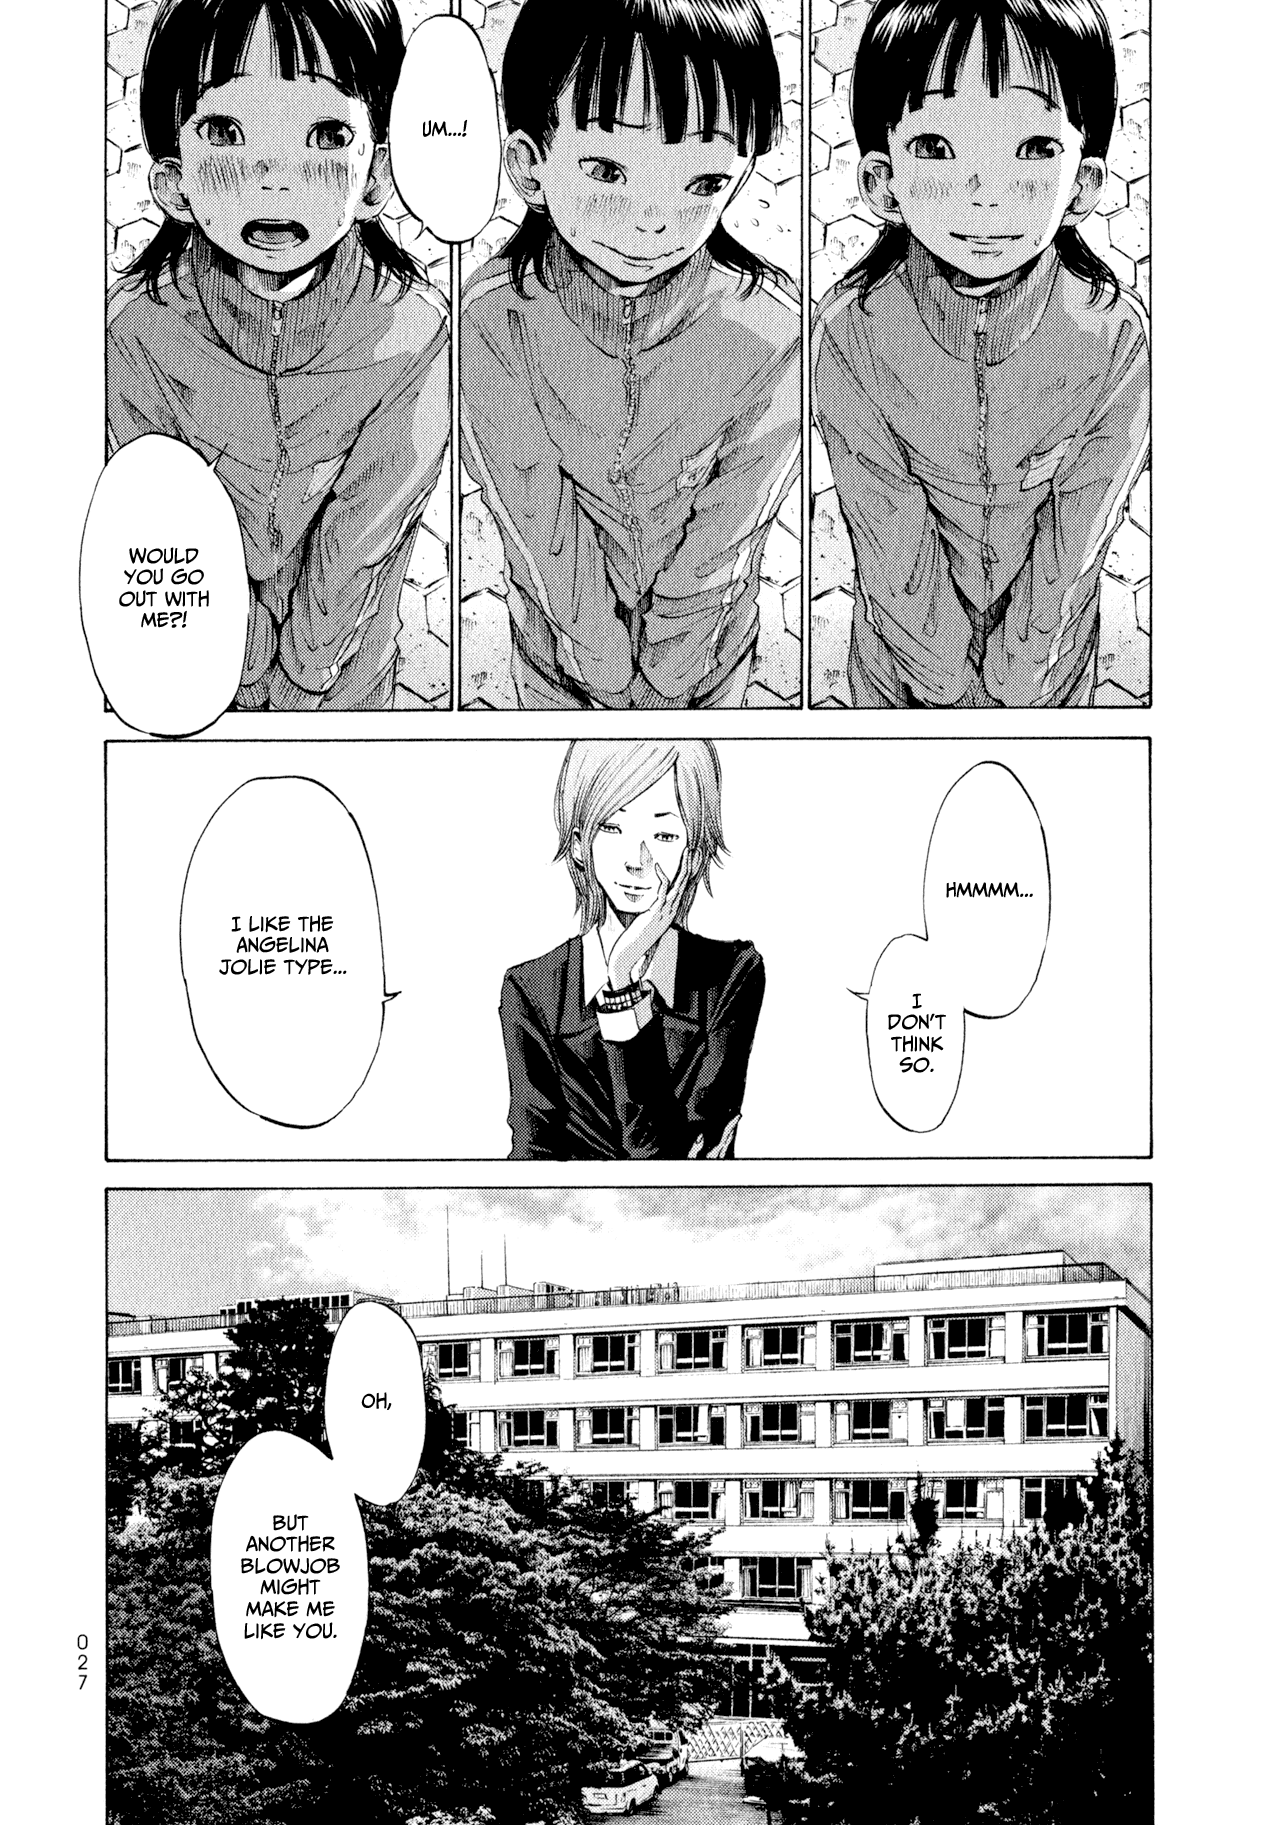 UM...!
WOULD
YOU GO
OUT WITH
ME?!
HMMMM...
I
DON'T
THINK
SO.
I LIKE THE
ANGELINA
JOLIE TYPE...
OH,
BUT
ANOTHER
BLOWJOB
MIGHT
MAKE ME
LIKE YOU.
027